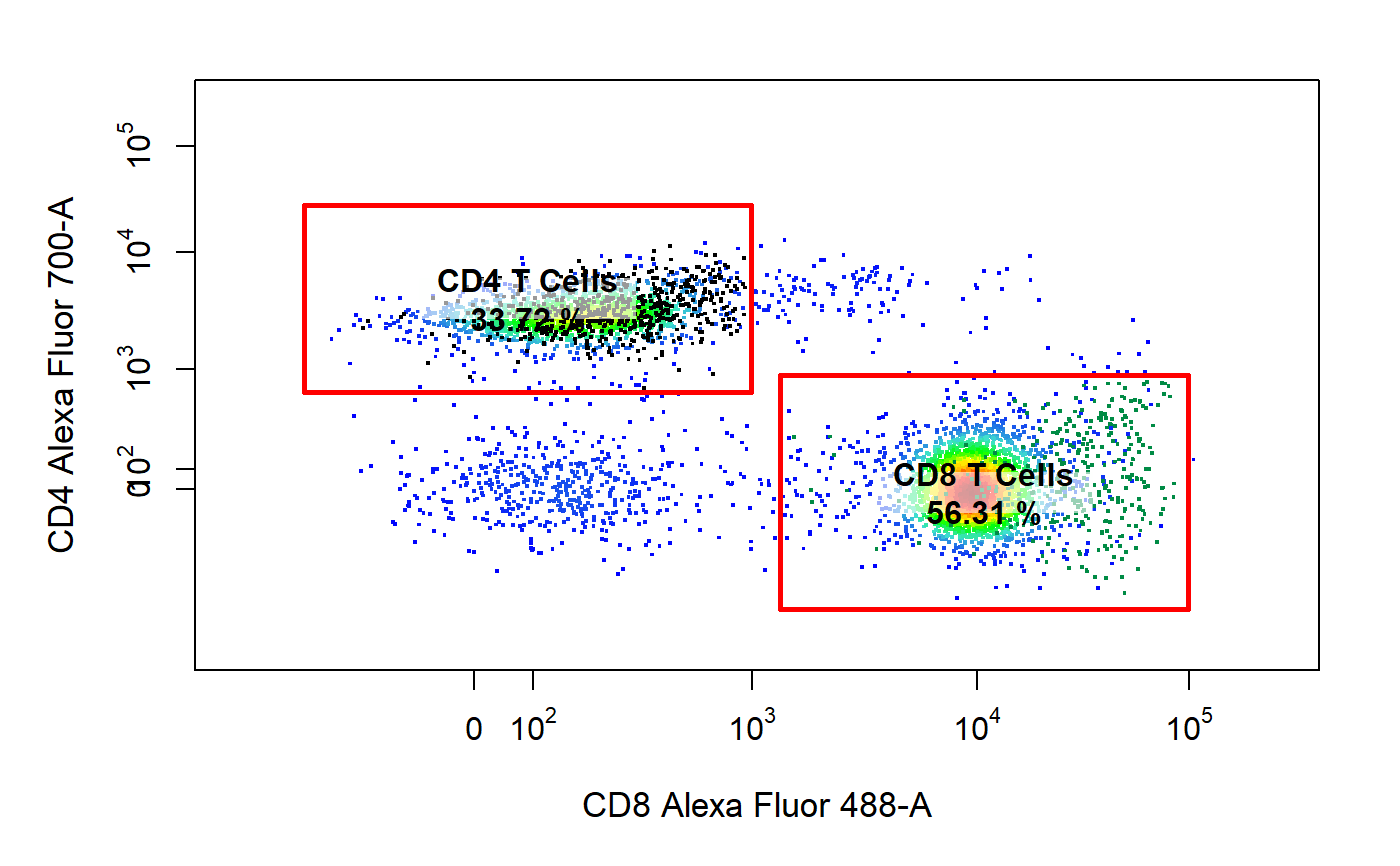 CD4 Alexa Fluor 700-A
10^5
10^4
10^3
10^2
0
CD4 T Cells
33.72 %
CD8 T Cells
56.31 %
0 10^2 10^3 10^4 10^5
CD8 Alexa Fluor 488-A